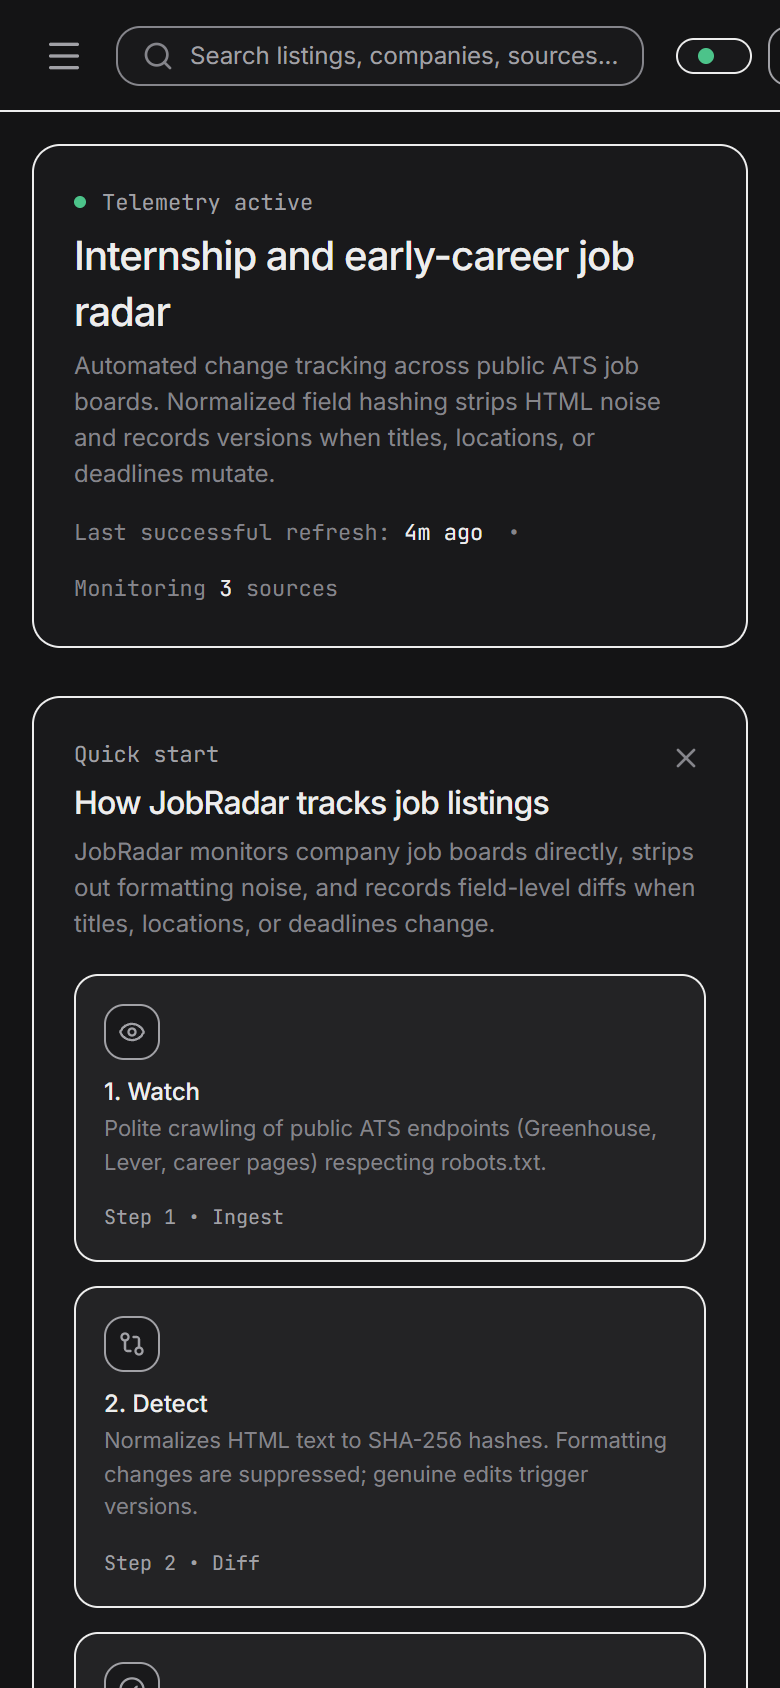 Search listings, companies, sources...
Telemetry active
Internship and early-career job
radar
Automated change tracking across public ATS job
boards. Normalized field hashing strips HTML noise
and records versions when titles, locations, or
deadlines mutate.
Last successful refresh: 4m ago •
Monitoring 3 sources
Quick start
How JobRadar tracks job listings
JobRadar monitors company job boards directly, strips
out formatting noise, and records field-level diffs when
titles, locations, or deadlines change.
1. Watch
Polite crawling of public ATS endpoints (Greenhouse,
Lever, career pages) respecting robots.txt.
Step 1 • Ingest
2. Detect
Normalizes HTML text to SHA-256 hashes. Formatting
changes are suppressed; genuine edits trigger
versions.
Step 2 • Diff